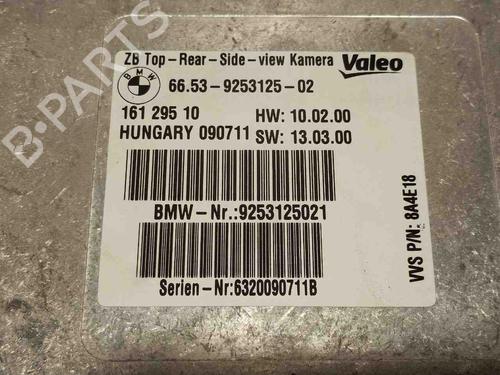 ZB Top-Rear-Side-view Kamera Valeo
BMW 66.53-9253125-02
161 295 10 HW: 10.02.00
HUNGARY 090711 SW: 13.03.00
BMW-Nr.:9253125021
Serien-Nr:6320090711B
VVS P/N: 8A4E18
B-PARTS